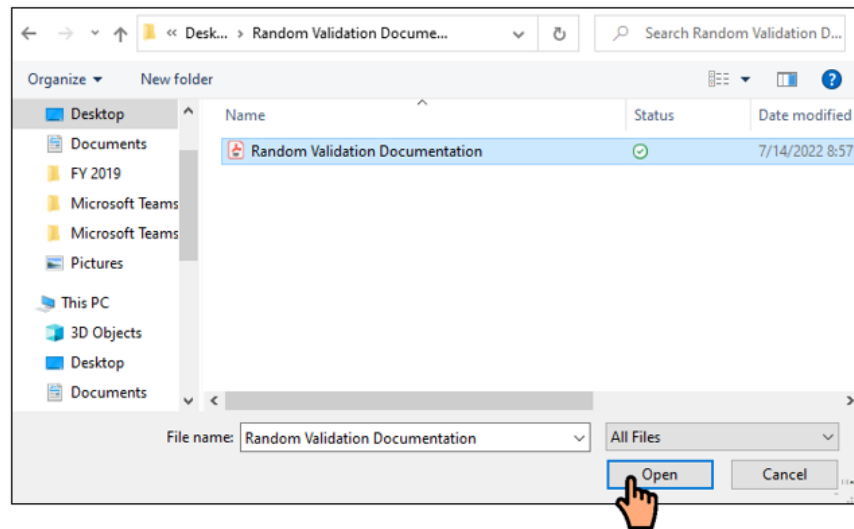 « Desk... › Random Validation Docume...
Search Random Validation D...
Organize
New folder
?
Name
Status
Date modified
Random Validation Documentation
7/14/2022 8:57
Desktop
Documents
FY 2019
Microsoft Teams
Microsoft Teams
Pictures
This PC
3D Objects
Desktop
Documents
File name: Random Validation Documentation
All Files
Open
Cancel